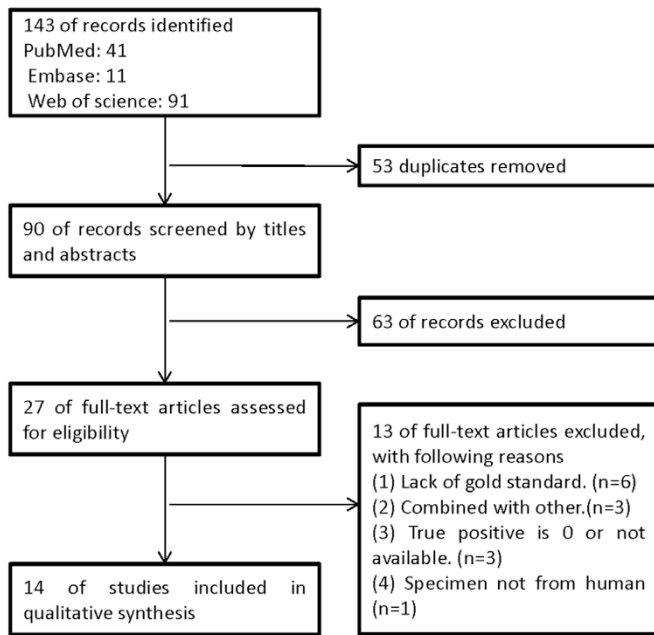 143 of records identified
PubMed: 41
Embase: 11
Web of science: 91
53 duplicates removed
90 of records screened by titles
and abstracts
63 of records excluded
27 of full-text articles assessed
for eligibility
13 of full-text articles excluded,
with following reasons
(1) Lack of gold standard. (n=6)
(2) Combined with other.(n=3)
(3) True positive is 0 or not
available. (n=3)
(4) Specimen not from human
(n=1)
14 of studies included in
qualitative synthesis